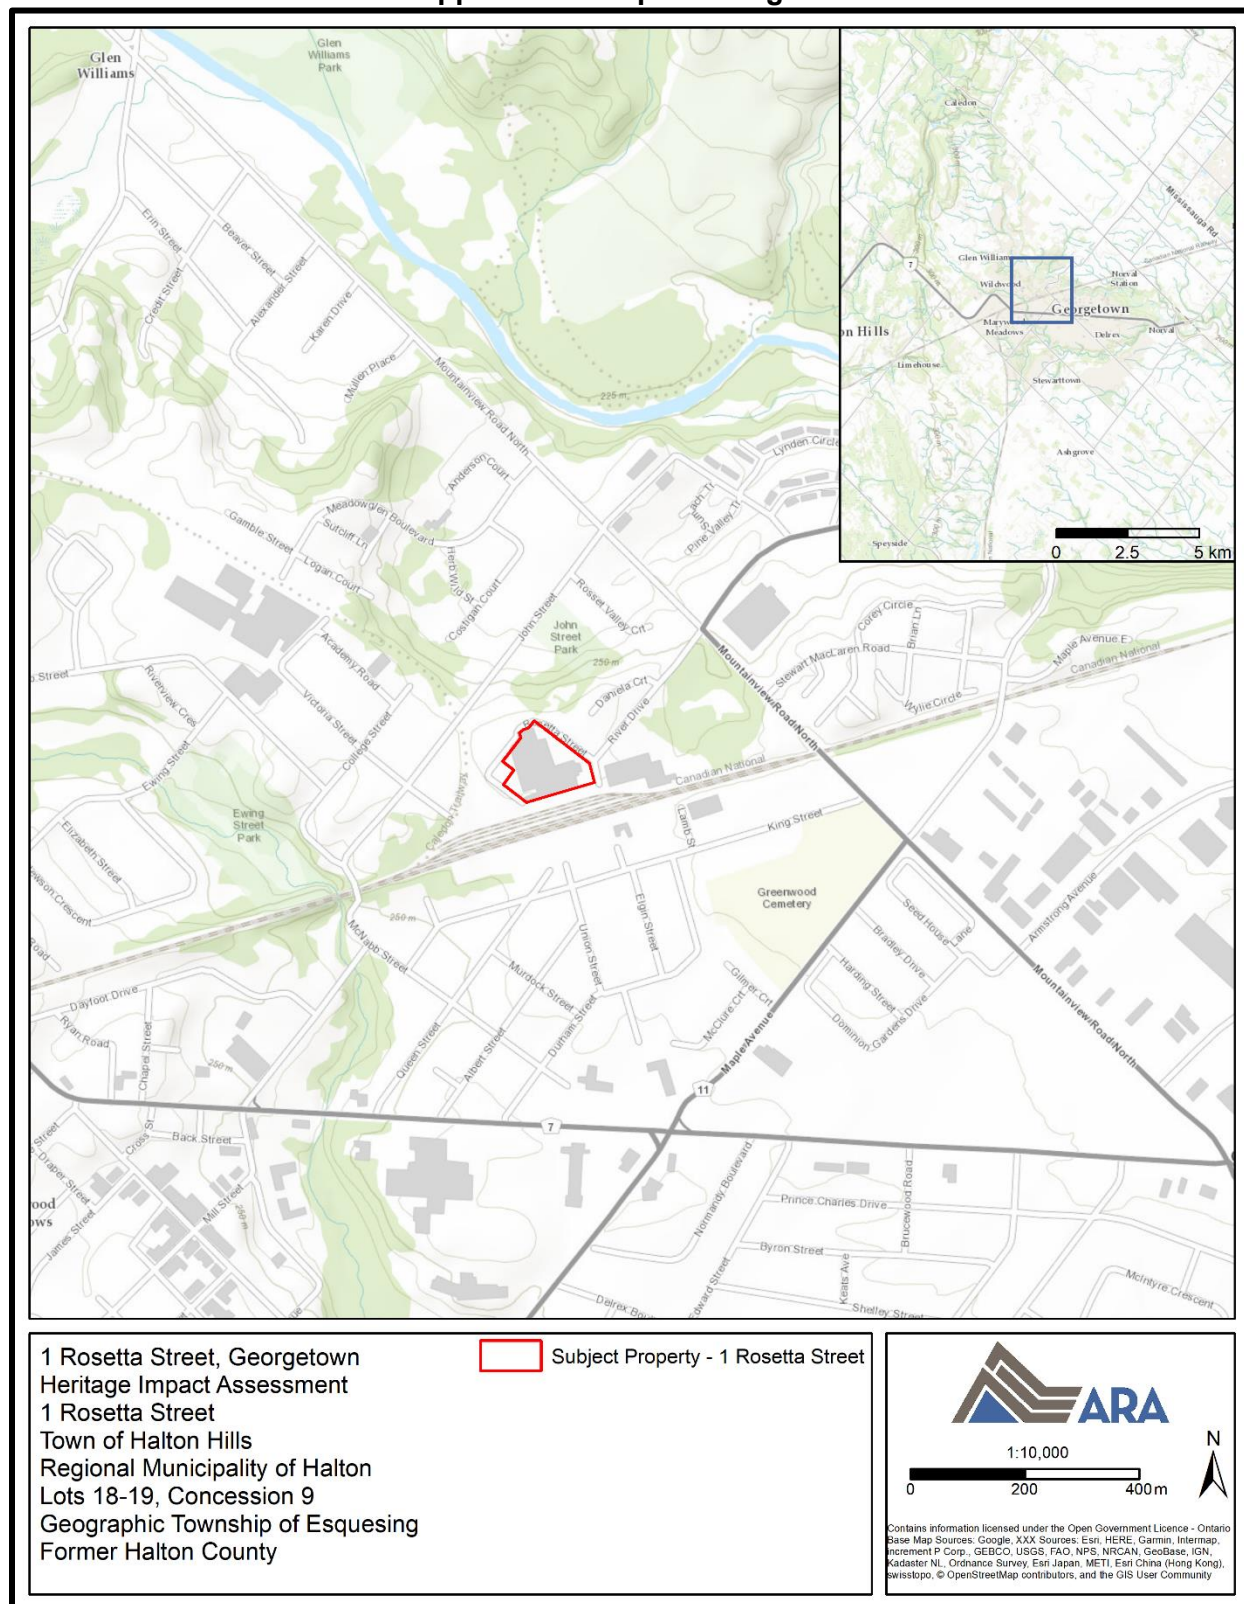 Glen
Williams
Glen
Williams
Park
Erin Street
Beaver Street
Credit Street
Alexander Street
Karen Drive
Mullen Place
Mountainview Road North
225 m
Lynden Circle
Pine Valley Tr
Anderson Court
Meadowglen Boulevard
Sutcliff Ln
Gamble Street
Logan Court
Herb Wild St
Costigan Court
John Street
Rosset Valley Crt
John
Street
Park
250 m
Daniela Crt
River Drive
Rosetta Street
Academy Road
Victoria Street
College Street
Riverview Cres
Ewing Street
Ewing
Street
Park
Elizabeth Street
Crescent
Road
Corey Circle
Brian Ln
Stewart MacLaren Road
Wylie Circle
Maple Avenue E
Canadian National
Mountainview Road North
Canadian National
Lamb St
King Street
Greenwood
Cemetery
Elgin Street
Union Street
250 m
McNabb Street
Murdock Street
Durham Street
Queen Street
Albert Street
Gilmer Crt
McClure Crt
Maple Avenue
11
Seed House Lane
Bradley Drive
Harding Street
Dominion Gardens Drive
Armstrong Avenue
Mountainview Road North
Dayfoot Drive
Ryan Road
Chapel Street
250 m
7
Back Street
Cross St
Draper Street
James Street
Mill Street
250 m
Normandy Boulevard
Prince Charles Drive
Brucewood Road
Byron Street
Keats Ave
Edward Street
Shelley Street
McIntyre Crescent
Caledon
Mississauga Rd
Canadian National Railway
7
Wildwood
Norval
Station
Georgetown
Meadows
Delrex
Norval
Limehouse
Stewarttown
Ashgrove
Speyside
0 2.5 5 km
1 Rosetta Street, Georgetown
Heritage Impact Assessment
1 Rosetta Street
Town of Halton Hills
Regional Municipality of Halton
Lots 18-19, Concession 9
Geographic Township of Esquesing
Former Halton County
Subject Property - 1 Rosetta Street
ARA
1:10,000
N
0 200 400 m
Contains information licensed under the Open Government Licence - Ontario
Base Map Sources: Google, XXX Sources: Esri, HERE, Garmin, Intermap,
increment P Corp., GEBCO, USGS, FAO, NPS, NRCAN, GeoBase, IGN,
Kadaster NL, Ordnance Survey, Esri Japan, METI, Esri China (Hong Kong),
swisstopo, © OpenStreetMap contributors, and the GIS User Community